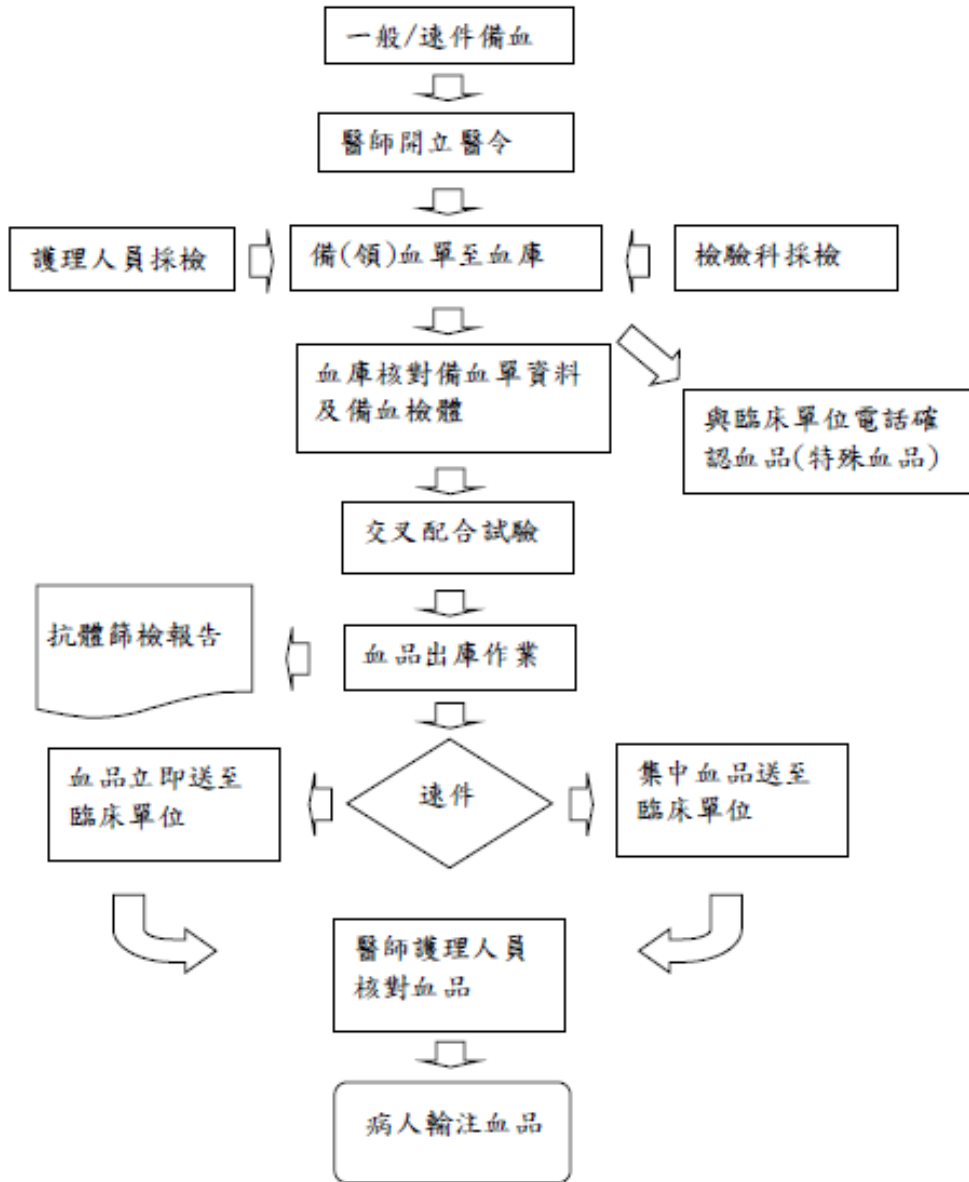 一般/速件備血
醫師開立醫令
護理人員採檢
備(領)血單至血庫
檢驗科採檢
血庫核對備血單資料
及備血檢體
與臨床單位電話確
認血品(特殊血品)
交叉配合試驗
抗體篩檢報告
血品出庫作業
血品立即送至
臨床單位
速件
集中血品送至
臨床單位
醫師護理人員
核對血品
病人輸注血品